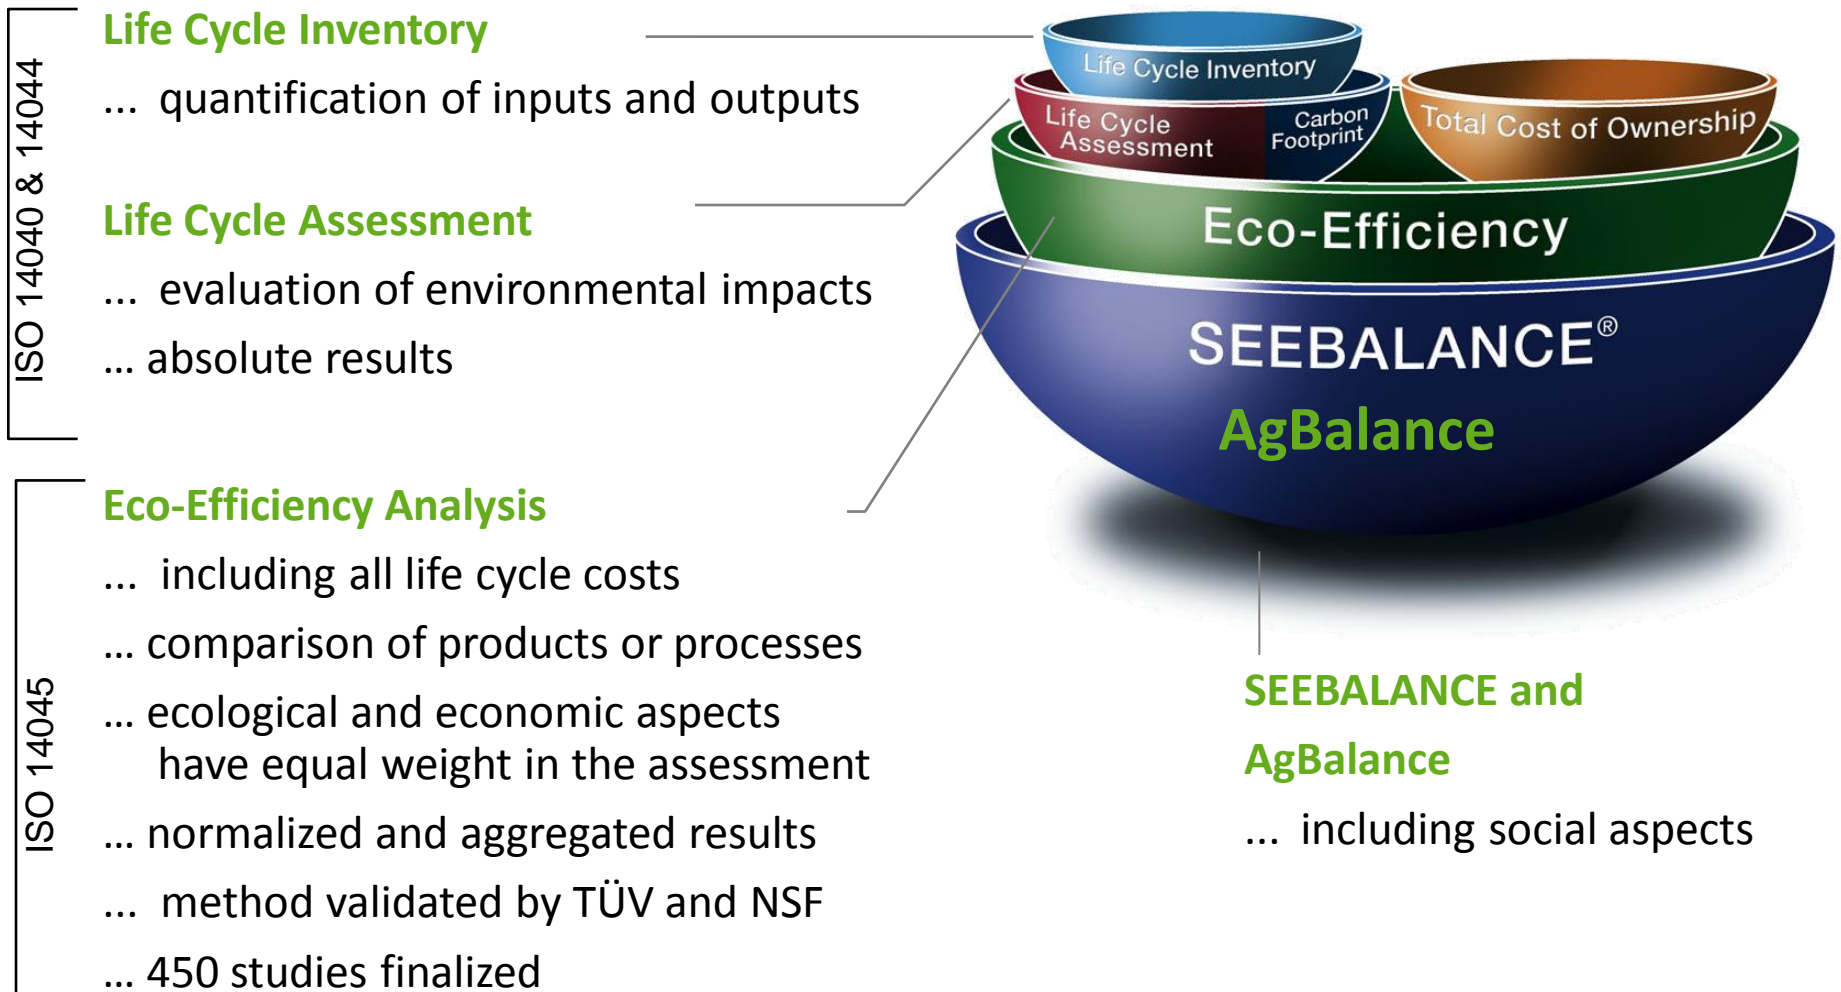 ISO 14040 & 14044
Life Cycle Inventory
... quantification of inputs and outputs
Life Cycle Assessment
... evaluation of environmental impacts
... absolute results
ISO 14045
Eco-Efficiency Analysis
... including all life cycle costs
... comparison of products or processes
... ecological and economic aspects
have equal weight in the assessment
... normalized and aggregated results
... method validated by TÜV and NSF
... 450 studies finalized
Life Cycle Inventory
Life Cycle
Assessment
Carbon
Footprint
Total Cost of Ownership
Eco-Efficiency
SEEBALANCE®
AgBalance
SEEBALANCE and
AgBalance
... including social aspects